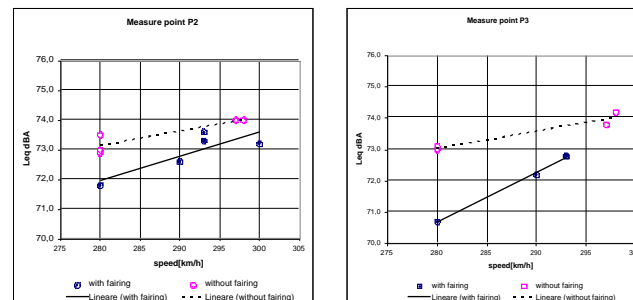 Measure point P2
76,0
75,0
74,0
73,0
72,0
71,0
70,0
Leq dBA
275 280 285 290 295 300 305
speed[km/h]
with fairing without fairing
Lineare (with fairing) Lineare (without fairing)
Measure point P3
76,0
75,0
74,0
73,0
72,0
71,0
70,0
Leq dBA
275 280 285 290 295
speed[km/h]
with fairing without fairing
Lineare (with fairing) Lineare (without fairing)